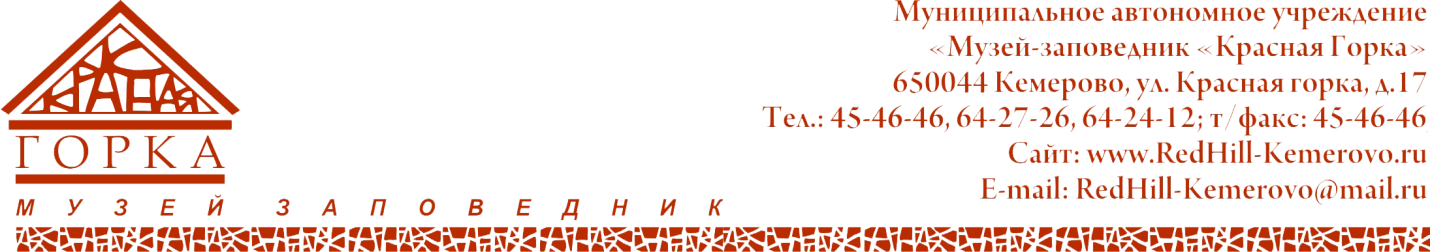 Муниципальное автономное учреждение
«Музей-заповедник «Красная Горка»
650044 Кемерово, ул. Красная горка, д.17
Тел.: 45-46-46, 64-27-26, 64-24-12; т/факс: 45-46-46
Сайт: www.RedHill-Kemerovo.ru
E-mail: RedHill-Kemerovo@mail.ru
КРАСНАЯ
ГОРКА
МУЗЕЙ ЗАПОВЕДНИК